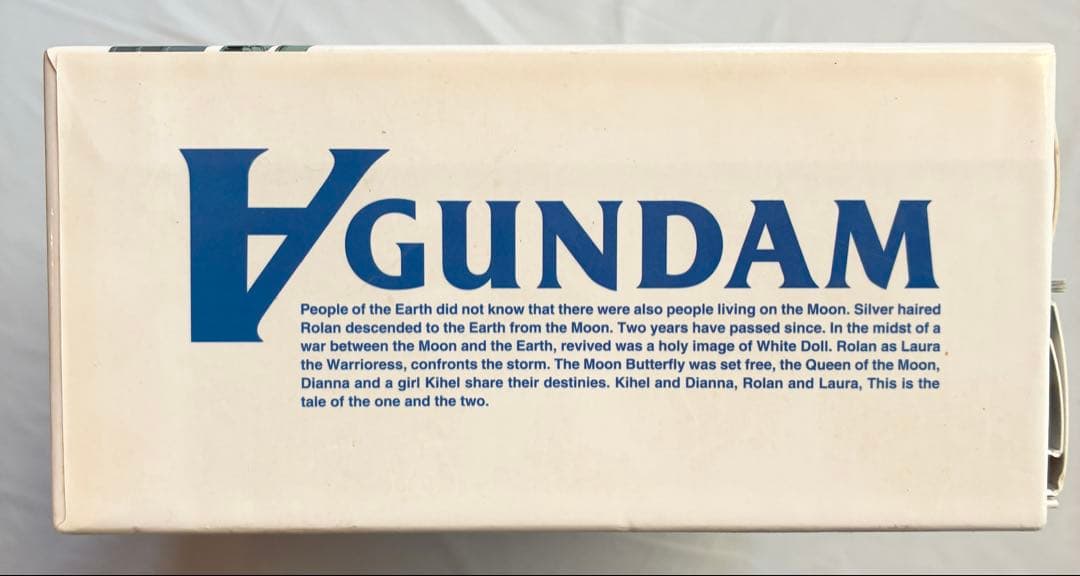 ∀GUNDAM
People of the Earth did not know that there were also people living on the Moon. Silver haired
Rolan descended to the Earth from the Moon. Two years have passed since. In the midst of a
war between the Moon and the Earth, revived was a holy image of White Doll. Rolan as Laura
the Warrioress, confronts the storm. The Moon Butterfly was set free, the Queen of the Moon,
Dianna and a girl Kihel share their destinies. Kihel and Dianna, Rolan and Laura, This is the
tale of the one and the two.